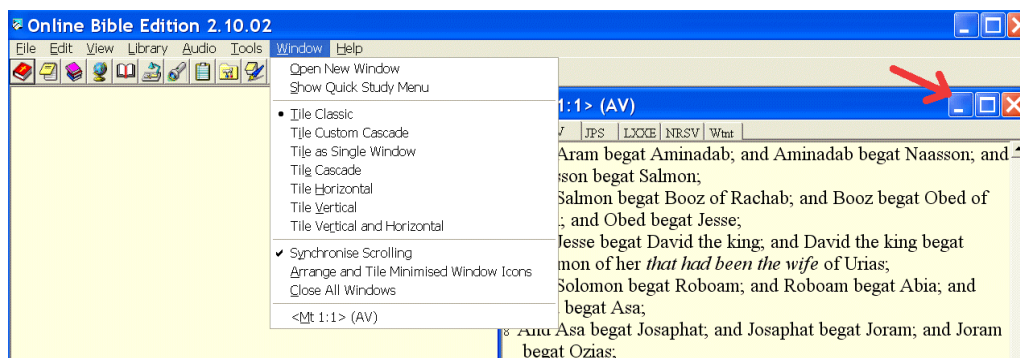 Online Bible Edition 2.10.02
File Edit View Library Audio Tools Window Help
Open New Window
Show Quick Study Menu
Tile Classic
Tile Custom Cascade
Tile as Single Window
Tile Cascade
Tile Horizontal
Tile Vertical
Tile Vertical and Horizontal
Synchronise Scrolling
Arrange and Tile Minimised Window Icons
Close All Windows
<Mt 1:1> (AV)
1:1> (AV)
JPS LXXE NRSV Wmt
Aram begat Aminadab; and Aminadab begat Naasson; and
sson begat Salmon;
Salmon begat Booz of Rachab; and Booz begat Obed of
; and Obed begat Jesse;
Jesse begat David the king; and David the king begat
mon of her that had been the wife of Urias;
Solomon begat Roboam; and Roboam begat Abia; and
begat Asa;
8 And Asa begat Josaphat; and Josaphat begat Joram; and Joram
begat Ozias;